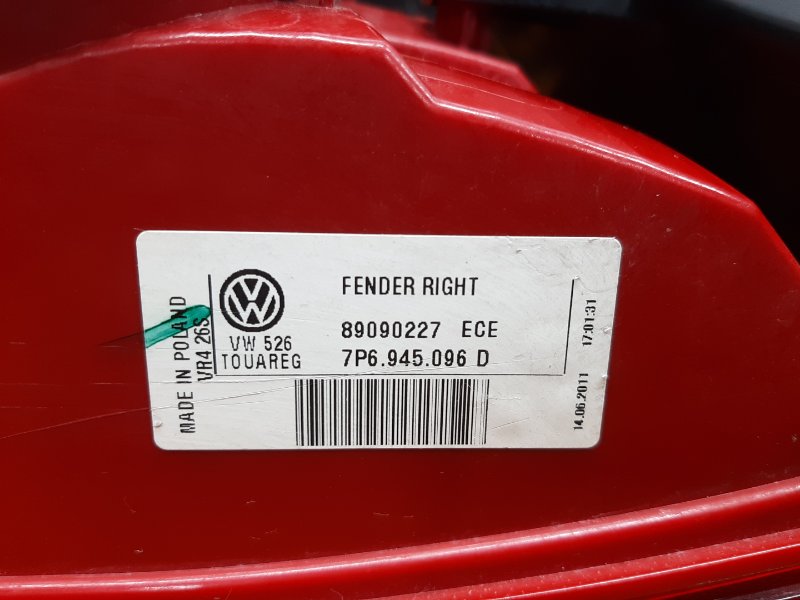 FENDER RIGHT
89090227 ECE
7P6.945.096 D
VW 526
TOUAREG
MADE IN POLAND
VR4 26S
14.06.2011 17:01:31